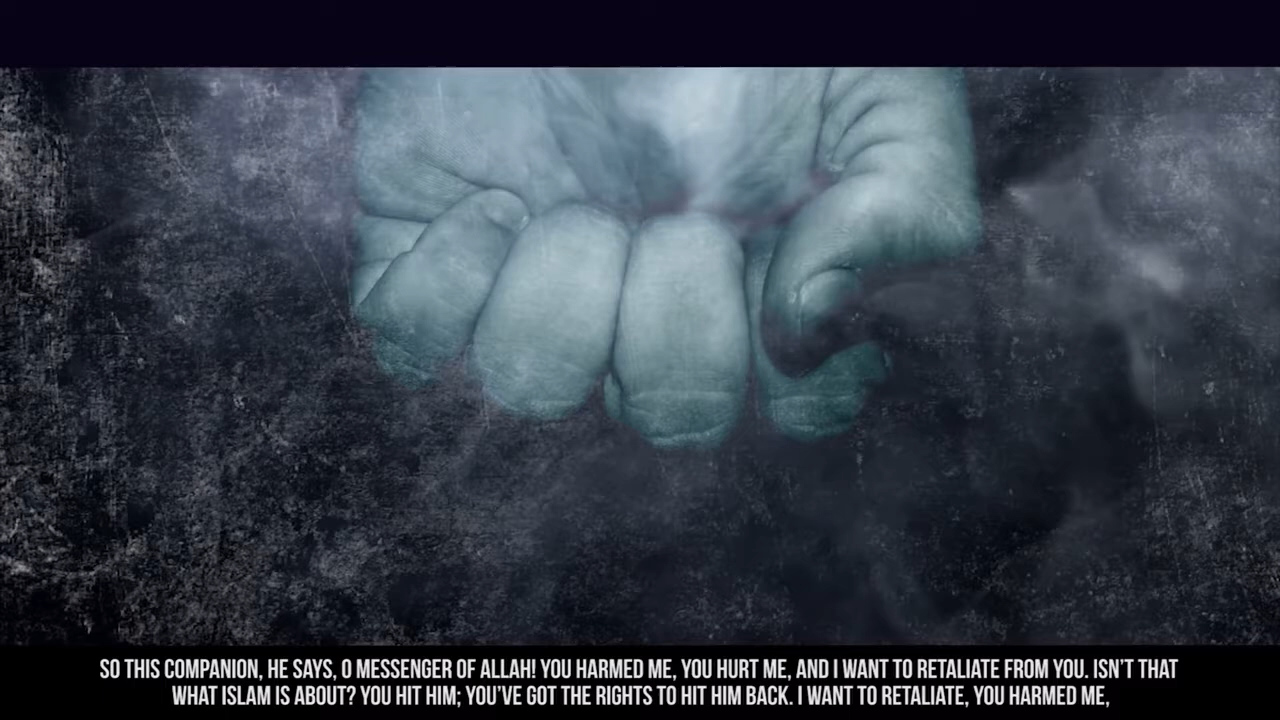 SO THIS COMPANION, HE SAYS, O MESSENGER OF ALLAH! YOU HARMED ME, YOU HURT ME, AND I WANT TO RETALIATE FROM YOU. ISN'T THAT
WHAT ISLAM IS ABOUT? YOU HIT HIM; YOU'VE GOT THE RIGHTS TO HIT HIM BACK. I WANT TO RETALIATE, YOU HARMED ME,